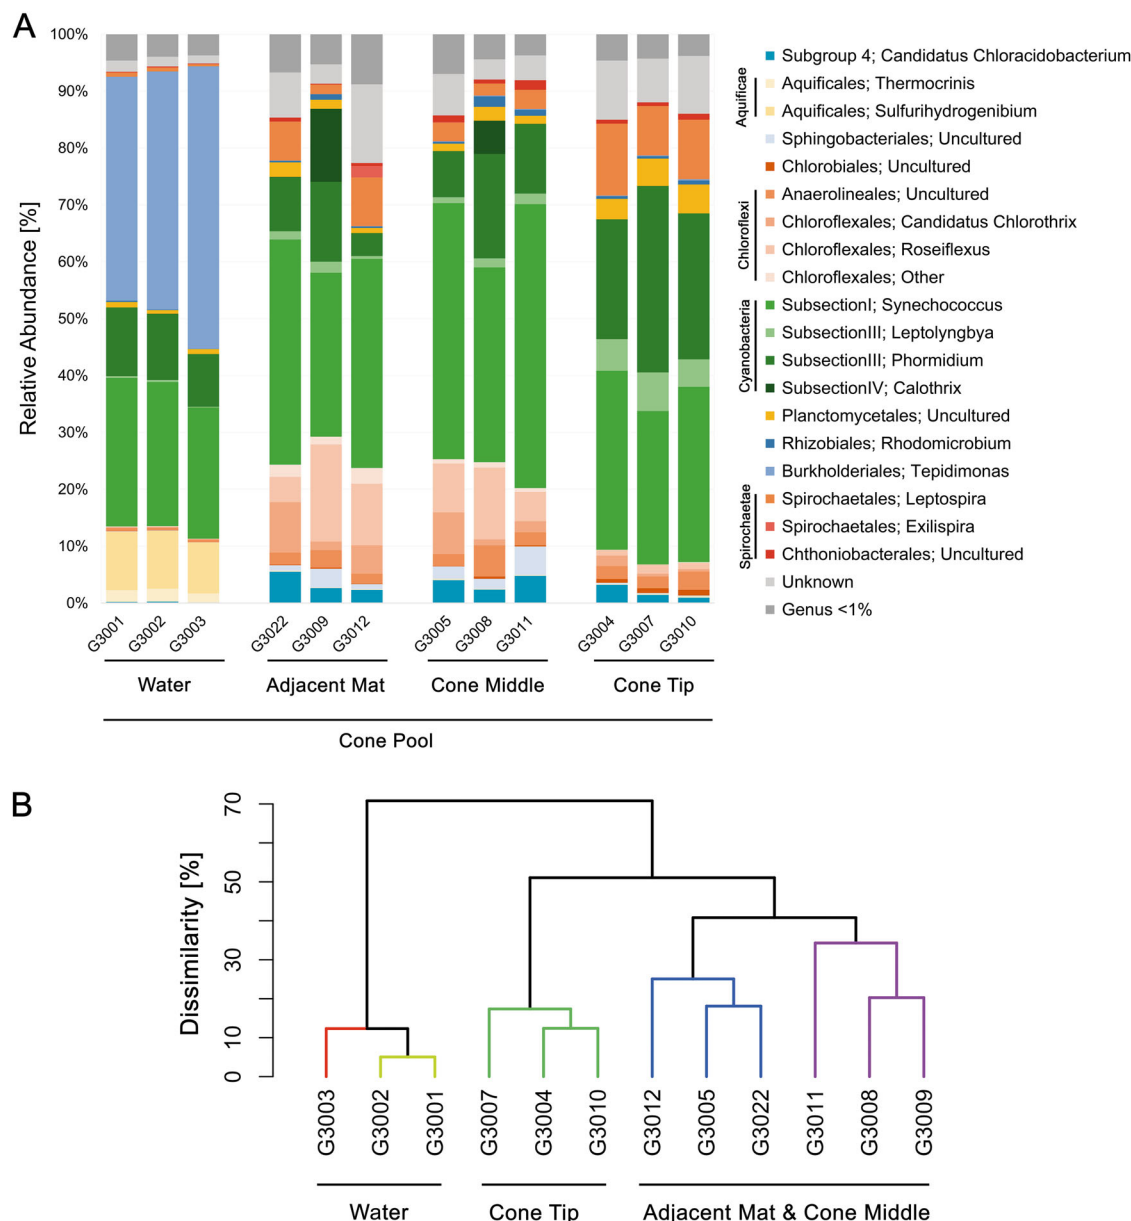 A
100%
90%
80%
70%
60%
50%
40%
30%
20%
10%
0%
Relative Abundance [%]
G3001
G3002
G3003
G3022
G3009
G3012
G3005
G3008
G3011
G3004
G3007
G3010
Water
Adjacent Mat
Cone Middle
Cone Tip
Cone Pool
Subgroup 4; Candidatus Chloracidobacterium
Aquificae
Aquificales; Thermocrinis
Aquificales; Sulfurihydrogenibium
Sphingobacteriales; Uncultured
Chlorobiales; Uncultured
Chloroflexi
Anaerolineales; Uncultured
Chloroflexales; Candidatus Chlorothrix
Chloroflexales; Roseiflexus
Chloroflexales; Other
Cyanobacteria
SubsectionI; Synechococcus
SubsectionIII; Leptolyngbya
SubsectionIII; Phormidium
SubsectionIV; Calothrix
Planctomycetales; Uncultured
Rhizobiales; Rhodomicrobium
Burkholderiales; Tepidimonas
Spirochaetae
Spirochaetales; Leptospira
Spirochaetales; Exilispira
Chthoniobacterales; Uncultured
Unknown
Genus <1%
B
70
50
30
10
0
Dissimilarity [%]
G3003
G3002
G3001
G3007
G3004
G3010
G3012
G3005
G3022
G3011
G3008
G3009
Water
Cone Tip
Adjacent Mat & Cone Middle